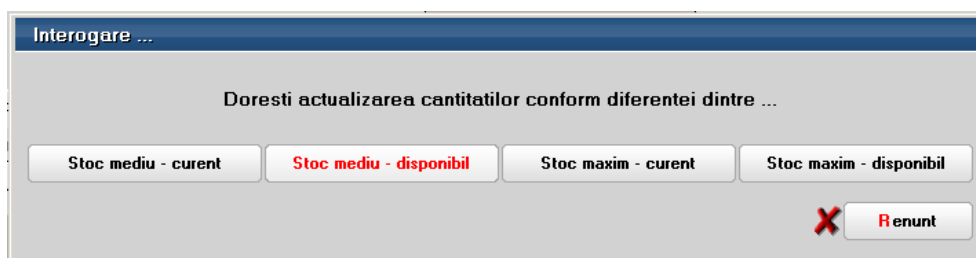 Interogare ...
Doresti actualizarea cantitatilor conform diferentei dintre ...
Stoc mediu - curent
Stoc mediu - disponibil
Stoc maxim - curent
Stoc maxim - disponibil
Renunt